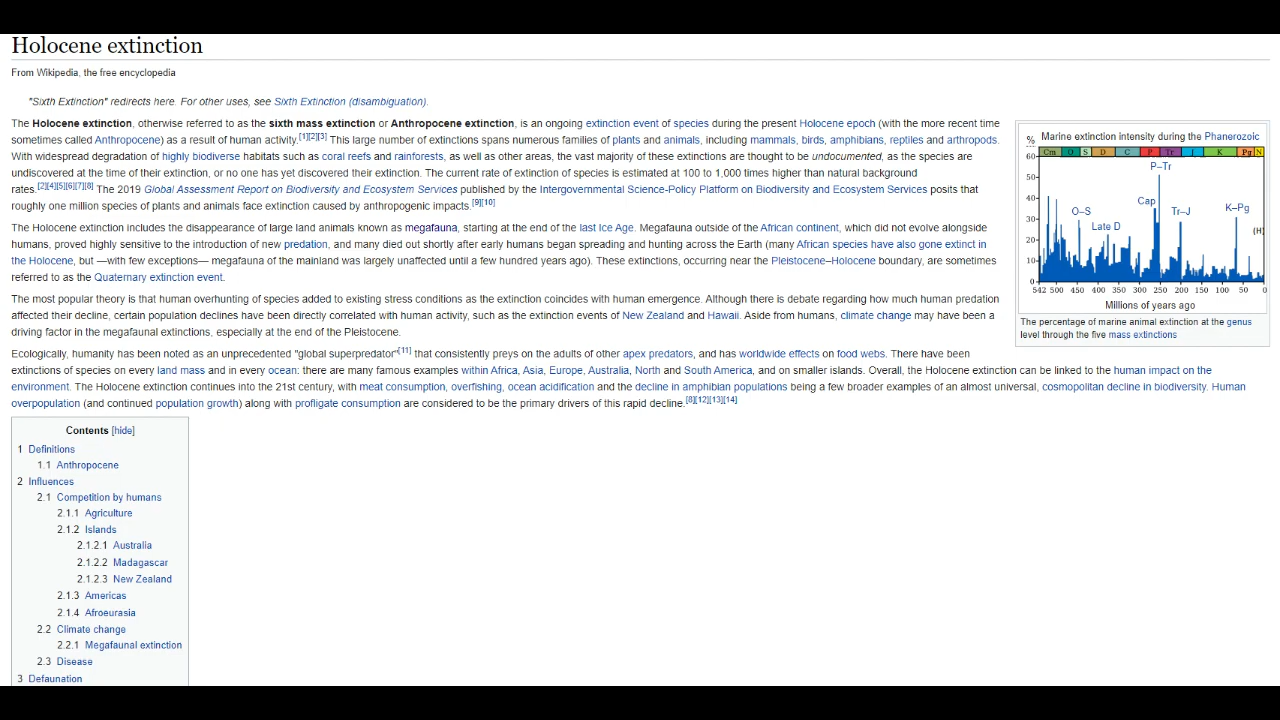 Holocene extinction
From Wikipedia, the free encyclopedia
"Sixth Extinction" redirects here. For other uses, see Sixth Extinction (disambiguation).
The Holocene extinction, otherwise referred to as the sixth mass extinction or Anthropocene extinction, is an ongoing extinction event of species during the present Holocene epoch (with the more recent time
sometimes called Anthropocene) as a result of human activity.[1][2][3] This large number of extinctions spans numerous families of plants and animals, including mammals, birds, amphibians, reptiles and arthropods.
With widespread degradation of highly biodiverse habitats such as coral reefs and rainforests, as well as other areas, the vast majority of these extinctions are thought to be undocumented, as the species are
undiscovered at the time of their extinction, or no one has yet discovered their extinction. The current rate of extinction of species is estimated at 100 to 1,000 times higher than natural background
rates.[2][4][5][6][7][8] The 2019 Global Assessment Report on Biodiversity and Ecosystem Services published by the Intergovernmental Science-Policy Platform on Biodiversity and Ecosystem Services posits that
roughly one million species of plants and animals face extinction caused by anthropogenic impacts.[9][10]
The Holocene extinction includes the disappearance of large land animals known as megafauna, starting at the end of the last Ice Age. Megafauna outside of the African continent, which did not evolve alongside
humans, proved highly sensitive to the introduction of new predation, and many died out shortly after early humans began spreading and hunting across the Earth (many African species have also gone extinct in
the Holocene, but —with few exceptions— megafauna of the mainland was largely unaffected until a few hundred years ago). These extinctions, occurring near the Pleistocene–Holocene boundary, are sometimes
referred to as the Quaternary extinction event.
The most popular theory is that human overhunting of species added to existing stress conditions as the extinction coincides with human emergence. Although there is debate regarding how much human predation
affected their decline, certain population declines have been directly correlated with human activity, such as the extinction events of New Zealand and Hawaii. Aside from humans, climate change may have been a
driving factor in the megafaunal extinctions, especially at the end of the Pleistocene.
Ecologically, humanity has been noted as an unprecedented "global superpredator"[11] that consistently preys on the adults of other apex predators, and has worldwide effects on food webs. There have been
extinctions of species on every land mass and in every ocean: there are many famous examples within Africa, Asia, Europe, Australia, North and South America, and on smaller islands. Overall, the Holocene extinction can be linked to the human impact on the
environment. The Holocene extinction continues into the 21st century, with meat consumption, overfishing, ocean acidification and the decline in amphibian populations being a few broader examples of an almost universal, cosmopolitan decline in biodiversity. Human
overpopulation (and continued population growth) along with profligate consumption are considered to be the primary drivers of this rapid decline.[8][12][13][14]
Marine extinction intensity during the Phanerozoic
%
Cm O S D C P Tr J K Pg N
60
50
40
30
20
10
0
P–Tr
Cap
O–S
Late D
Tr–J
K–Pg
(H)
542 500 450 400 350 300 250 200 150 100 50 0
Millions of years ago
The percentage of marine animal extinction at the genus
level through the five mass extinctions
Contents [hide]
1 Definitions
1.1 Anthropocene
2 Influences
2.1 Competition by humans
2.1.1 Agriculture
2.1.2 Islands
2.1.2.1 Australia
2.1.2.2 Madagascar
2.1.2.3 New Zealand
2.1.3 Americas
2.1.4 Afroeurasia
2.2 Climate change
2.2.1 Megafaunal extinction
2.3 Disease
3 Defaunation